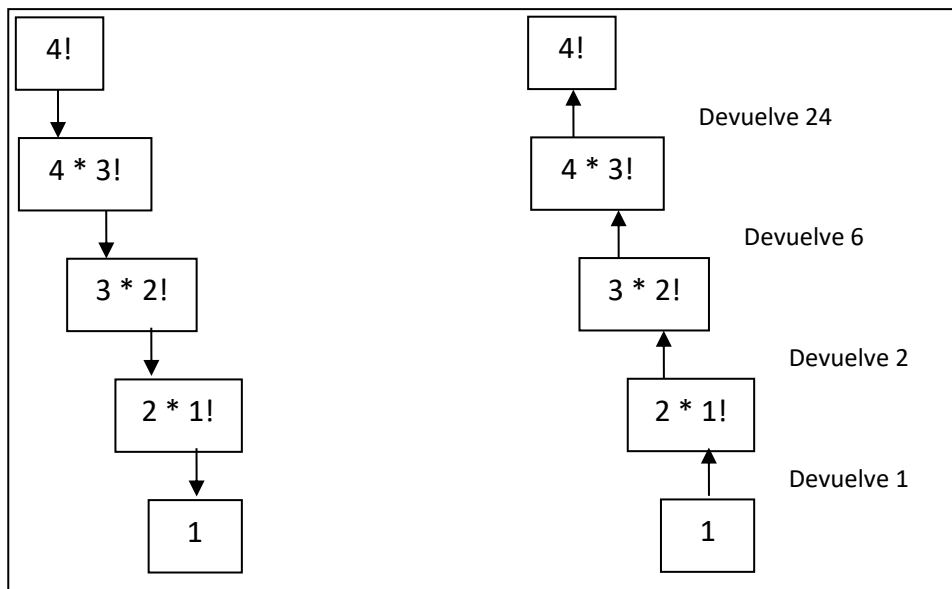 4!
4 * 3!
3 * 2!
2 * 1!
1
4!
Devuelve 24
4 * 3!
Devuelve 6
3 * 2!
Devuelve 2
2 * 1!
Devuelve 1
1